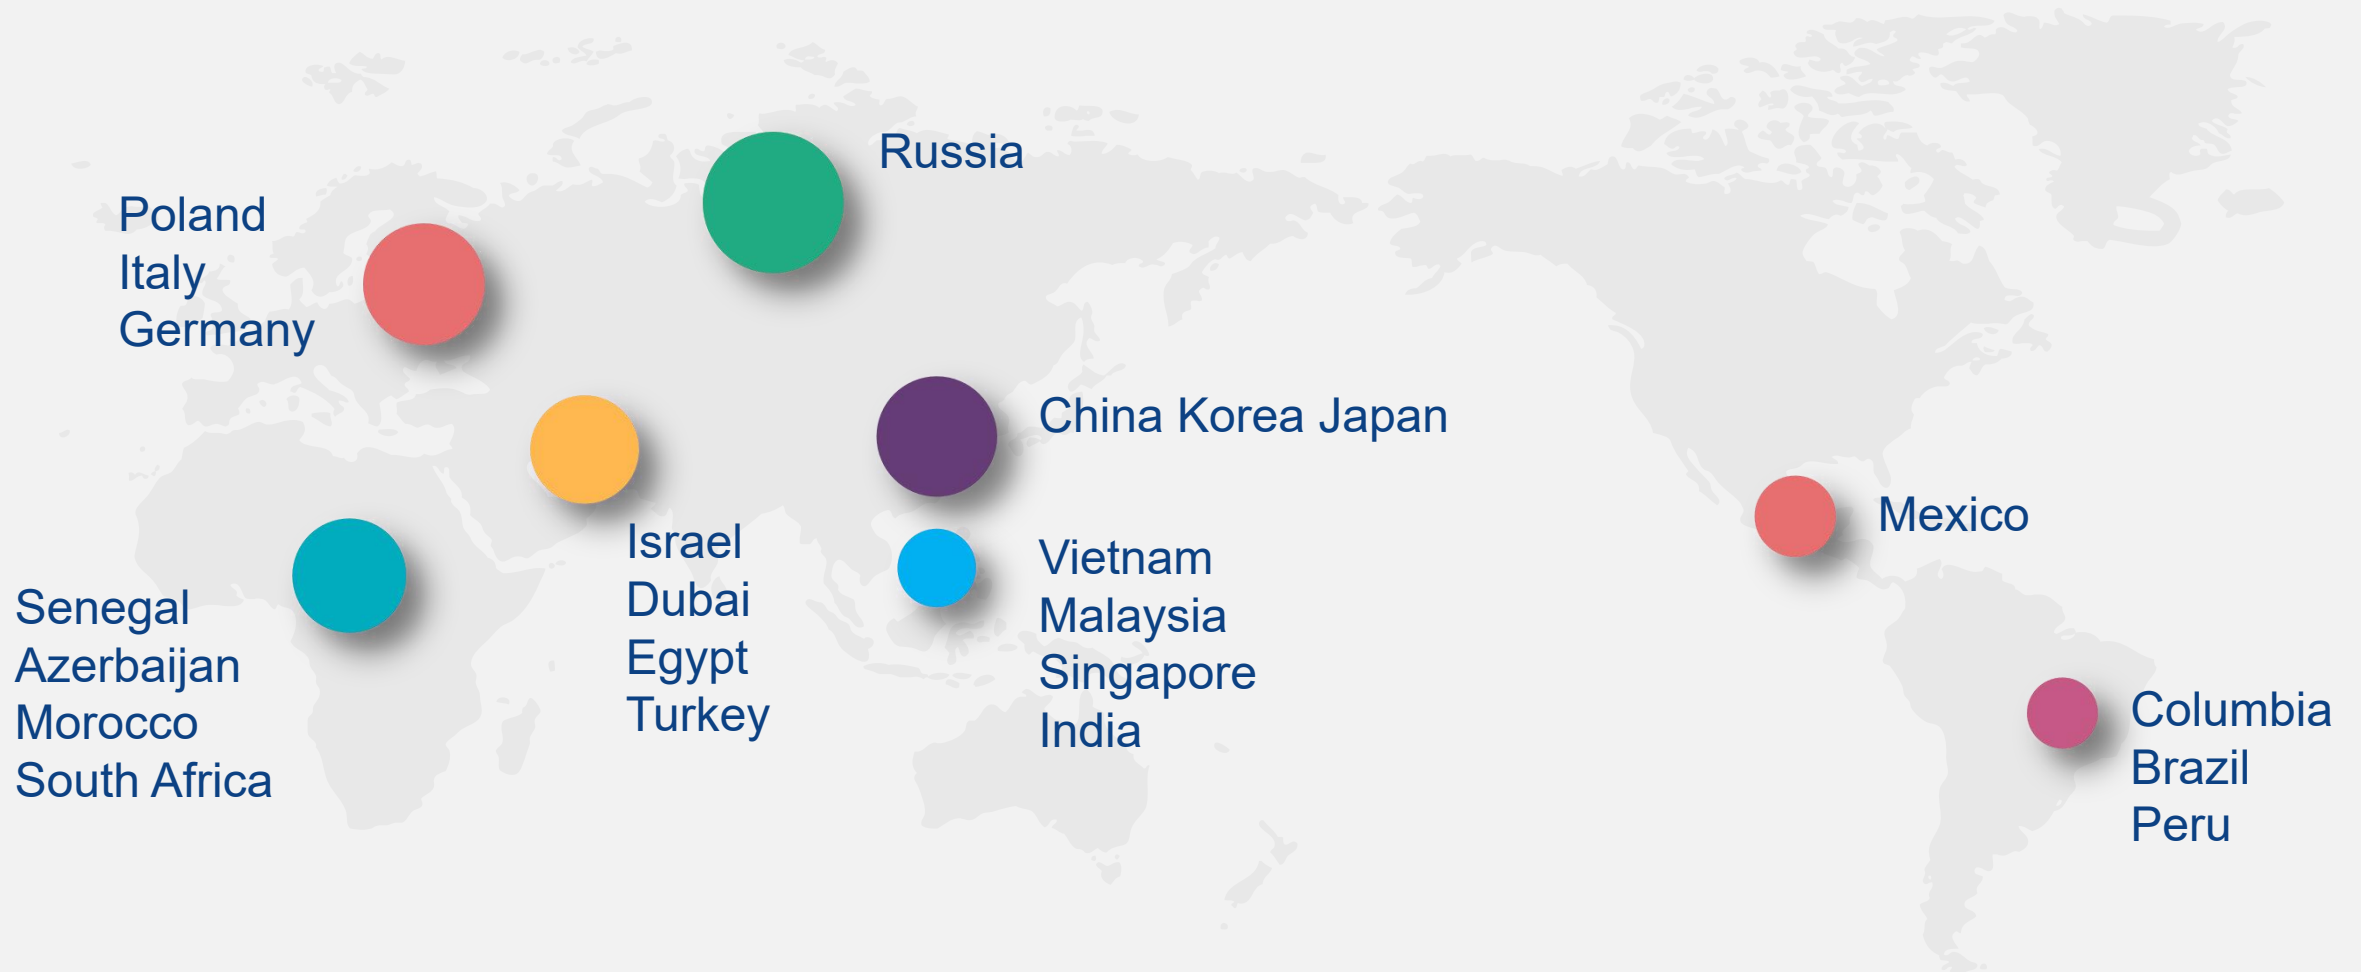 Russia
Poland
Italy
Germany
China Korea Japan
Israel
Dubai
Egypt
Turkey
Vietnam
Malaysia
Singapore
India
Mexico
Senegal
Azerbaijan
Morocco
South Africa
Columbia
Brazil
Peru